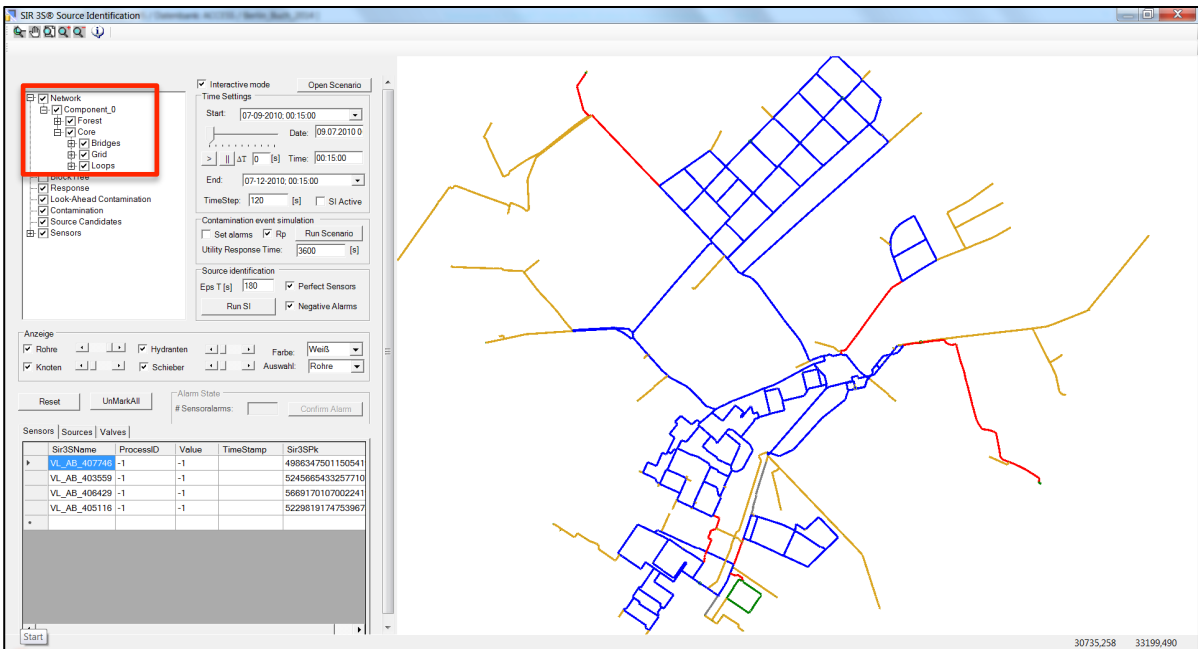 SIR 3S® Source Identification
Network
Component_0
Forest
Core
Bridges
Grid
Loops
BlockTree
Response
Look-Ahead Contamination
Contamination
Source Candidates
Sensors
Interactive mode
Open Scenario
Time Settings
Start: 07-09-2010; 00:15:00
Date: 09.07.2010 0
> || ΔT 0 [s] Time: 00:15:00
End: 07-12-2010; 00:15:00
TimeStep: 120 [s] SI Active
Contamination event simulation
Set alarms Rp Run Scenario
Utility Response Time: 3600 [s]
Source identification
Eps T [s] 180 Perfect Sensors
Run SI Negative Alarms
Anzeige
Rohre Hydranten Farbe: Weiß
Knoten Schieber Auswahl: Rohre
Reset UnMarkAll
Alarm State
# Sensoralarms: Confirm Alarm
Sensors Sources Valves
Sir3SName ProcessID Value TimeStamp Sir3SPk
VL_AB_407746 -1 -1 4986347501150541
VL_AB_403559 -1 -1 5245665433257710
VL_AB_406429 -1 -1 5669170107002241
VL_AB_405116 -1 -1 5229819174753967
Start
30735,258 33199,490